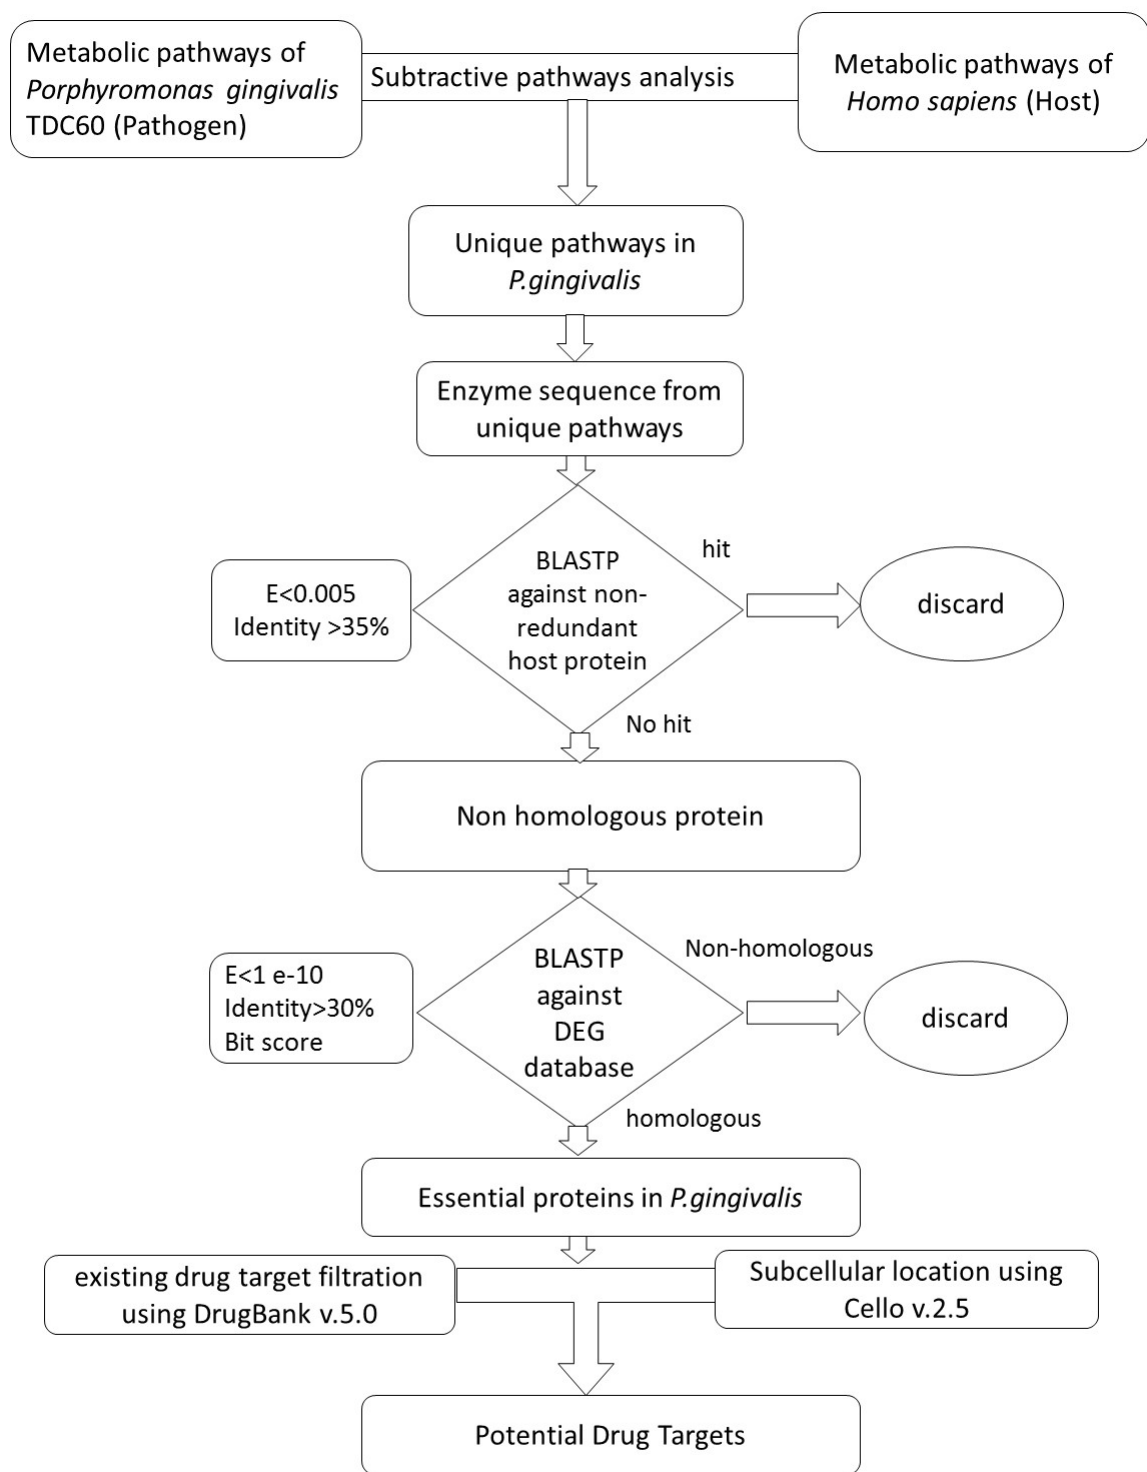 Metabolic pathways of
Porphyromonas gingivalis
TDC60 (Pathogen)
Subtractive pathways analysis
Metabolic pathways of
Homo sapiens (Host)
Unique pathways in
P.gingivalis
Enzyme sequence from
unique pathways
E<0.005
Identity >35%
BLASTP
against non-
redundant
host protein
hit
discard
No hit
Non homologous protein
E<1 e-10
Identity>30%
Bit score
BLASTP
against
DEG
database
Non-homologous
discard
homologous
Essential proteins in P.gingivalis
existing drug target filtration
using DrugBank v.5.0
Subcellular location using
Cello v.2.5
Potential Drug Targets